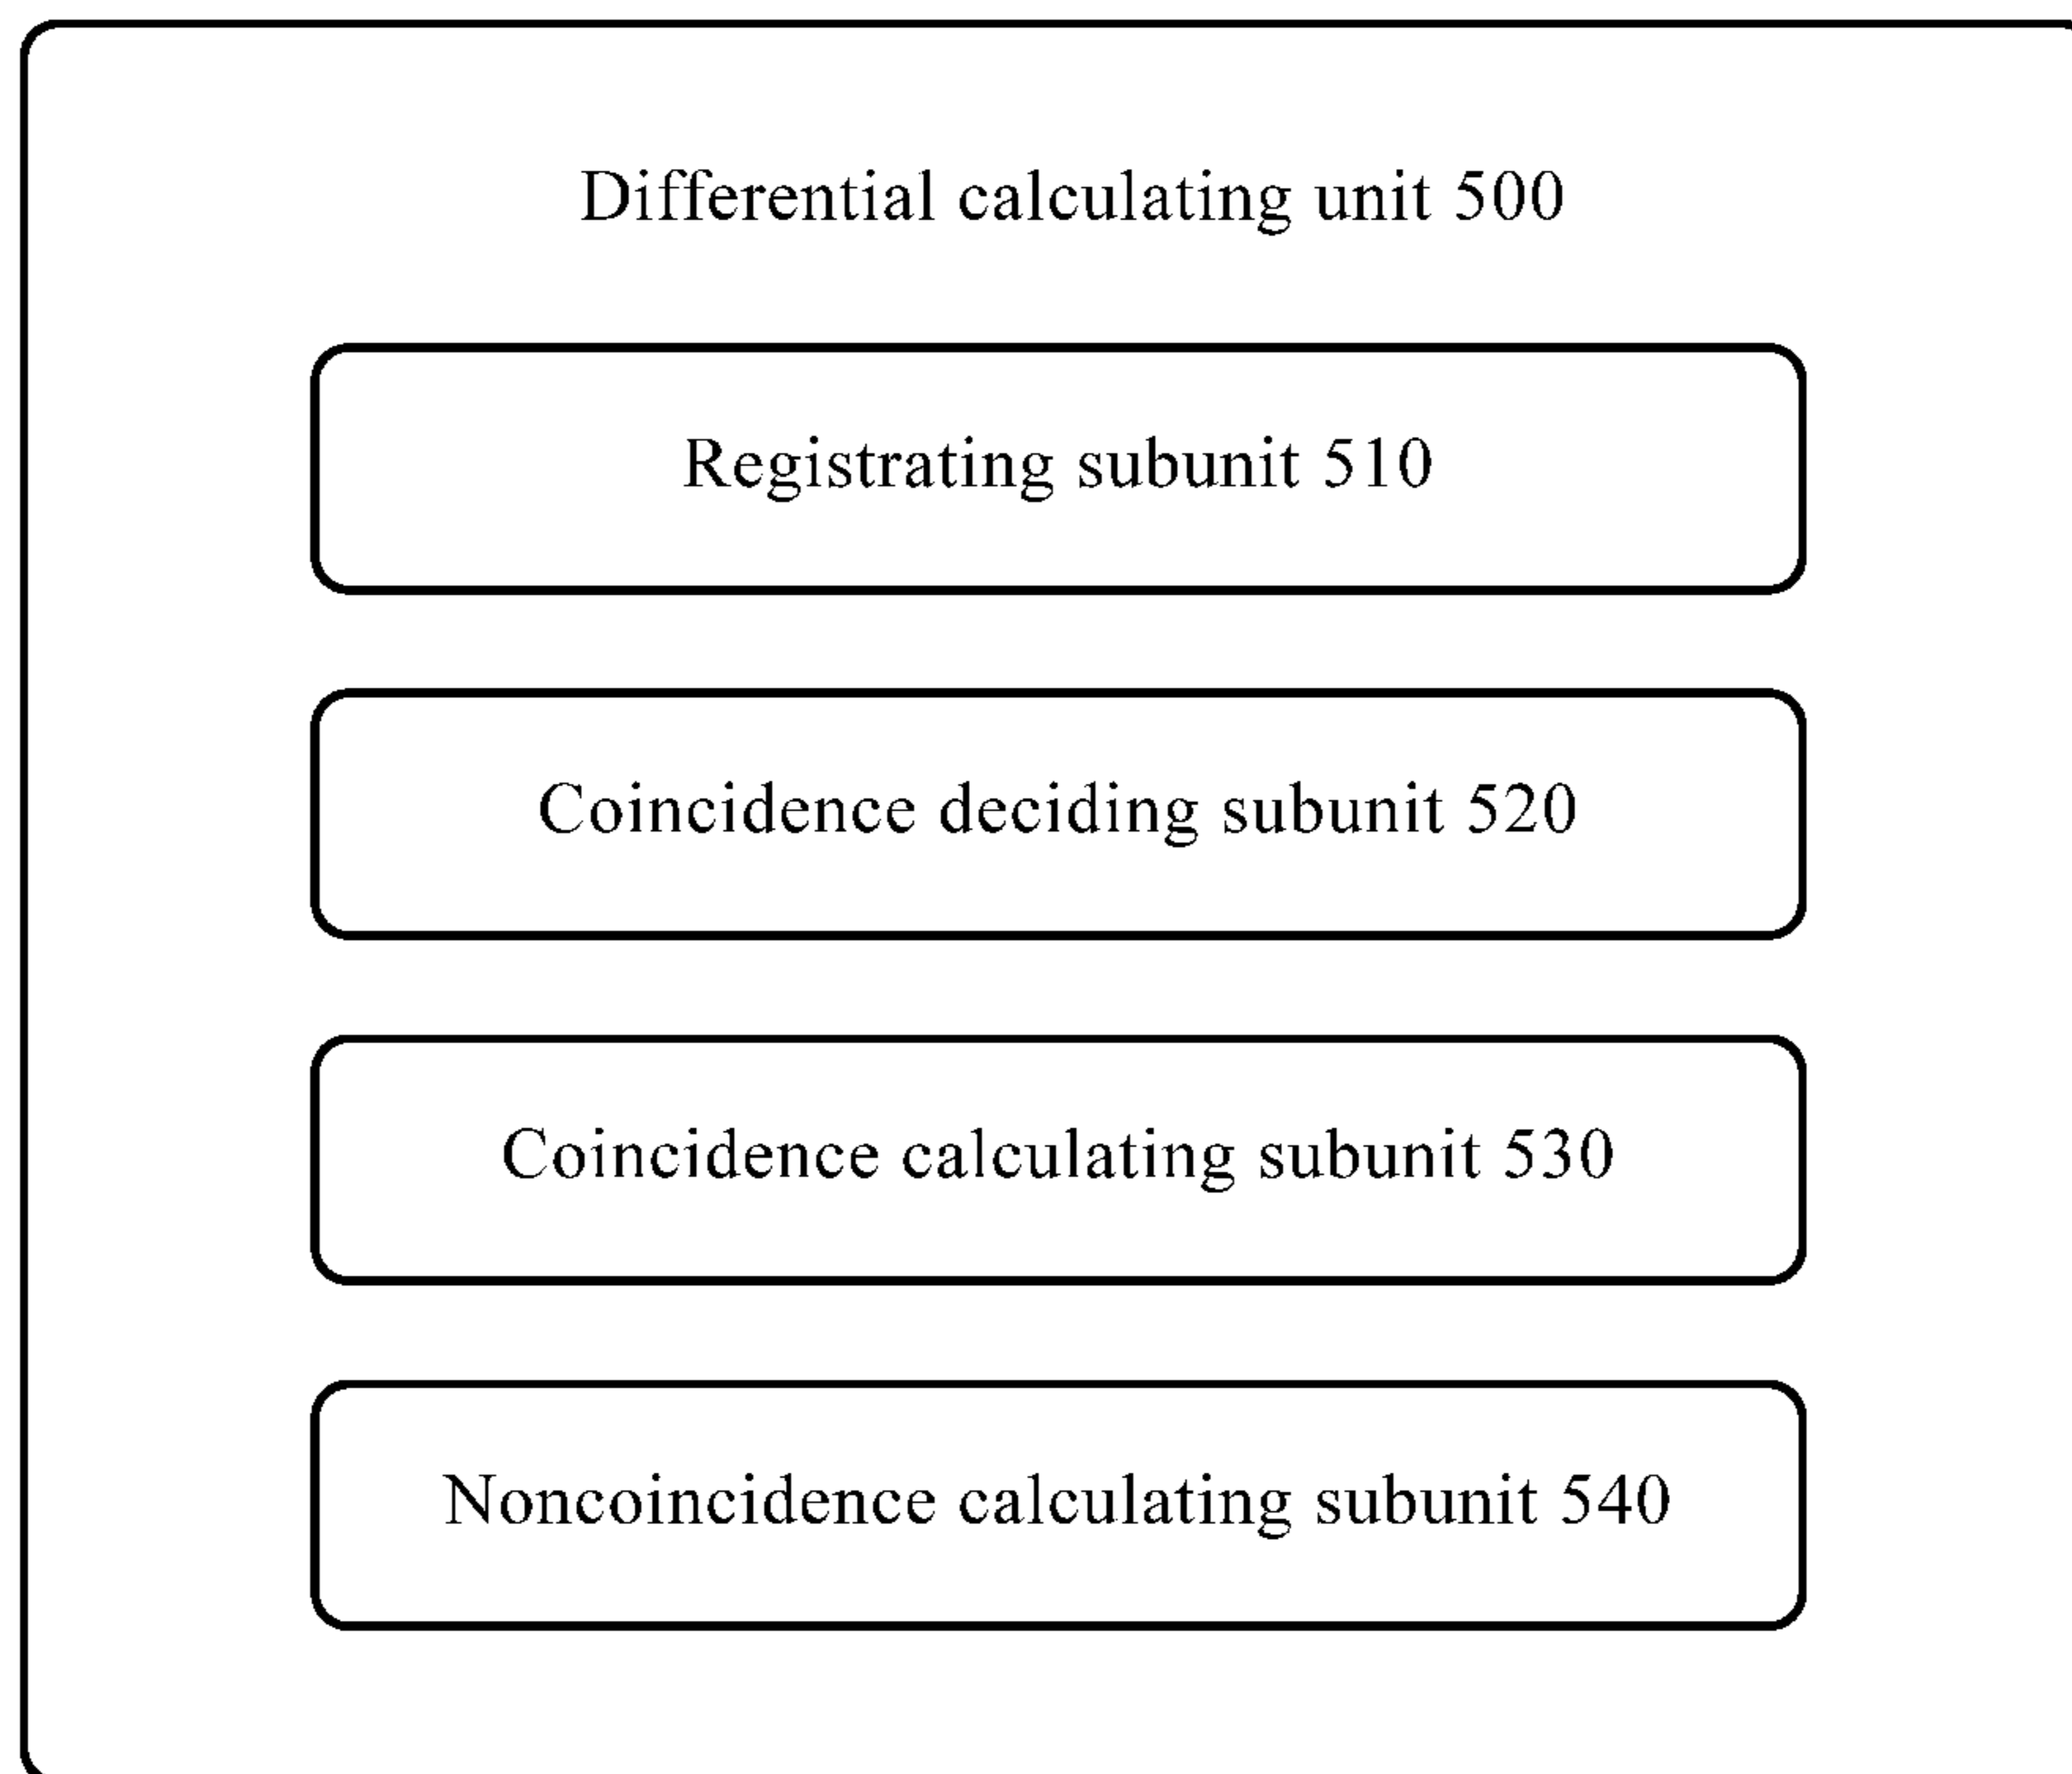 Differential calculating unit 500
Registrating subunit 510
Coincidence deciding subunit 520
Coincidence calculating subunit 530
Noncoincidence calculating subunit 540